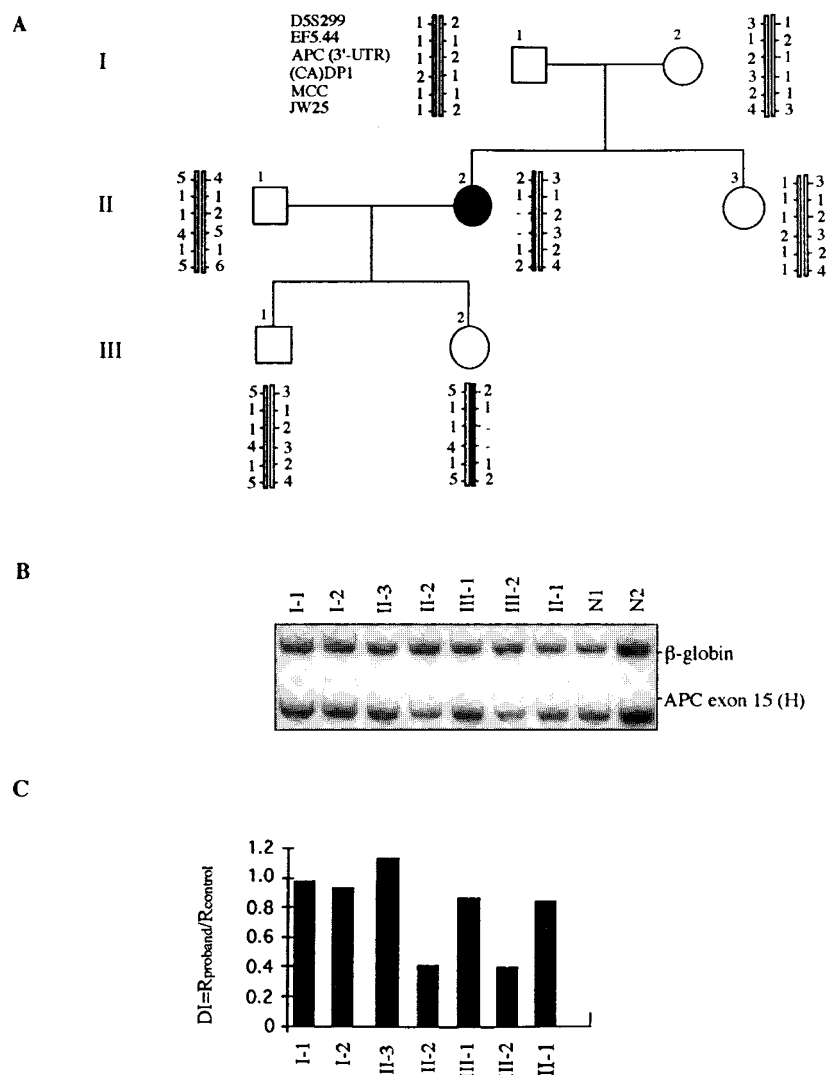 A
D5S299
EF5.44
APC (3'-UTR)
(CA)DP1
MCC
JW25
1 2
1 1
1 2
2 1
1 1
1 2
1
2
3 1
1 2
2 1
3 1
2 1
4 3
I
5 4
1 1
1 2
4 5
1 1
5 6
1
2
2 3
1 1
- 2
- 3
1 2
2 4
3
1 3
1 1
1 2
2 3
1 2
1 4
II
1
2
III
5 3
1 1
1 2
4 3
1 2
5 4
5 2
1 1
1 -
4 -
1 1
5 2
B
I-1
I-2
II-3
II-2
III-1
III-2
II-1
N1
N2
β-globin
APC exon 15 (H)
C
DI=Rproband/Rcontrol
1.2
1.0
0.8
0.6
0.4
0.2
0
I-1
I-2
II-3
II-2
III-1
III-2
II-1